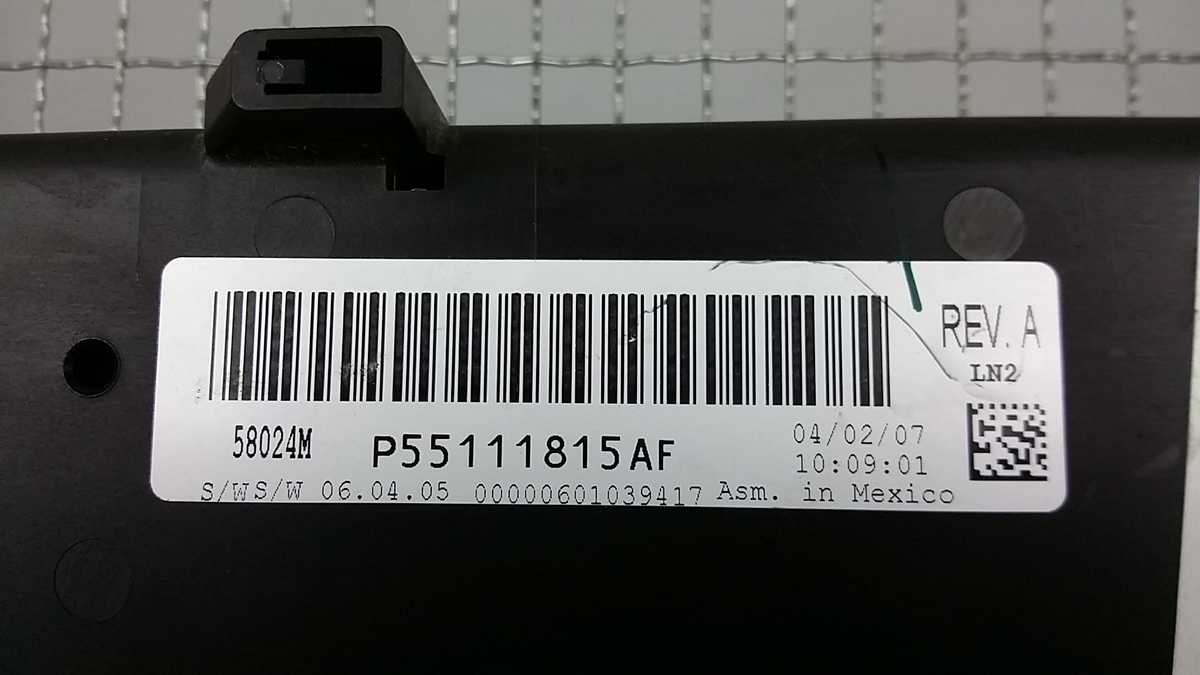 REV. A
LN2
58024M P55111815AF 04/02/07
10:09:01
S/WS/W 06.04.05 00000601039417 Asm. in Mexico